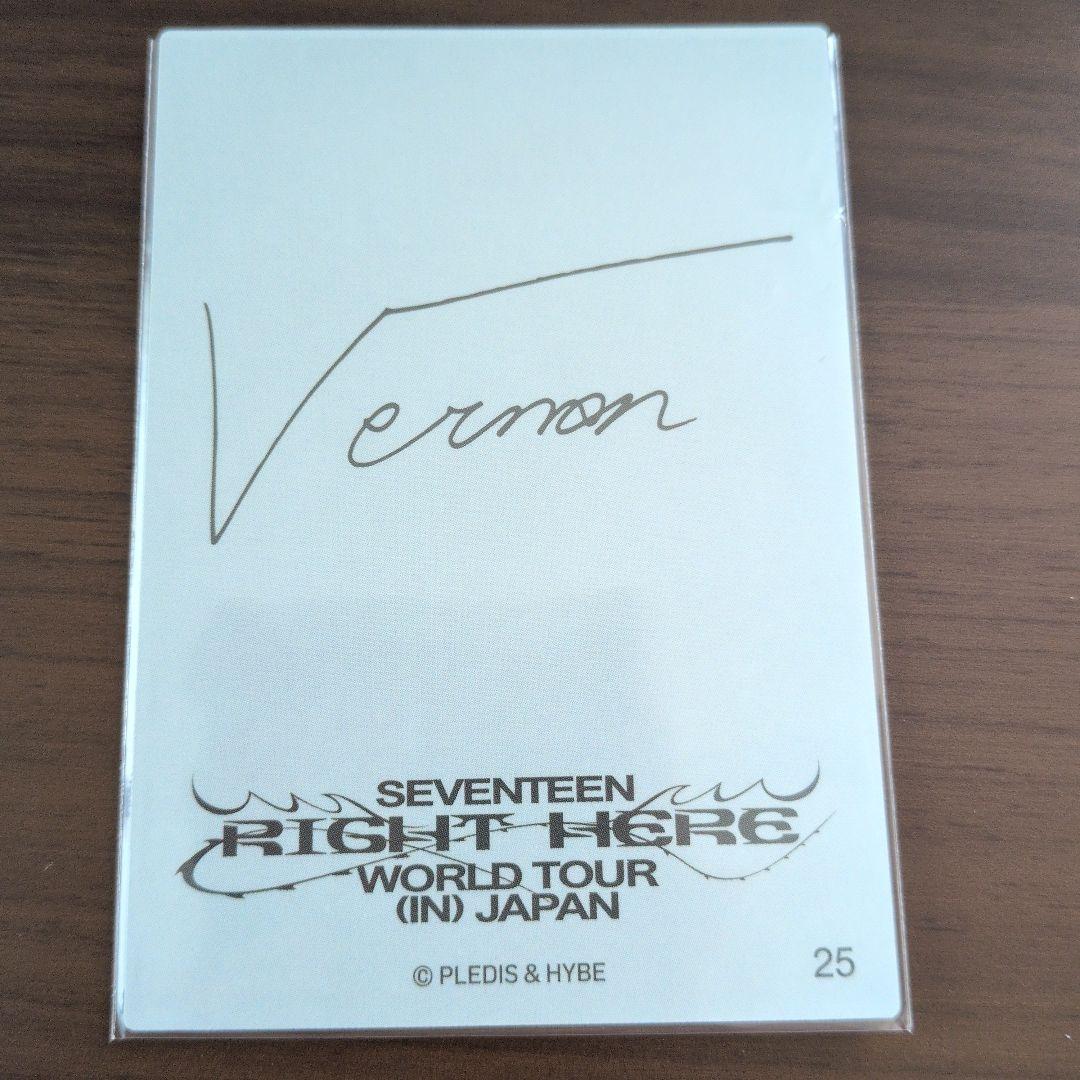 Vernon
SEVENTEEN
RIGHT HERE
WORLD TOUR
(IN) JAPAN
© PLEDIS & HYBE
25